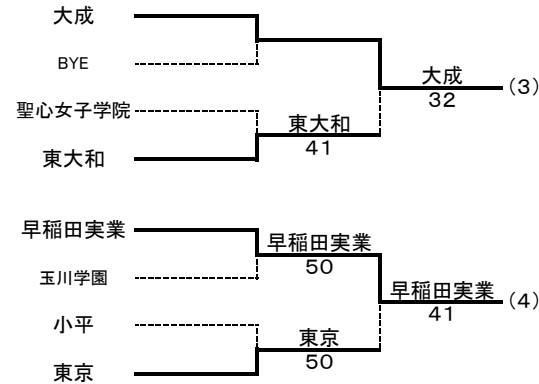 大成
BYE
聖心女子学院
東大和
東大和
41
大成
32
(3)
早稲田実業
玉川学園
小平
東京
早稲田実業
50
東京
50
早稲田実業
41
(4)